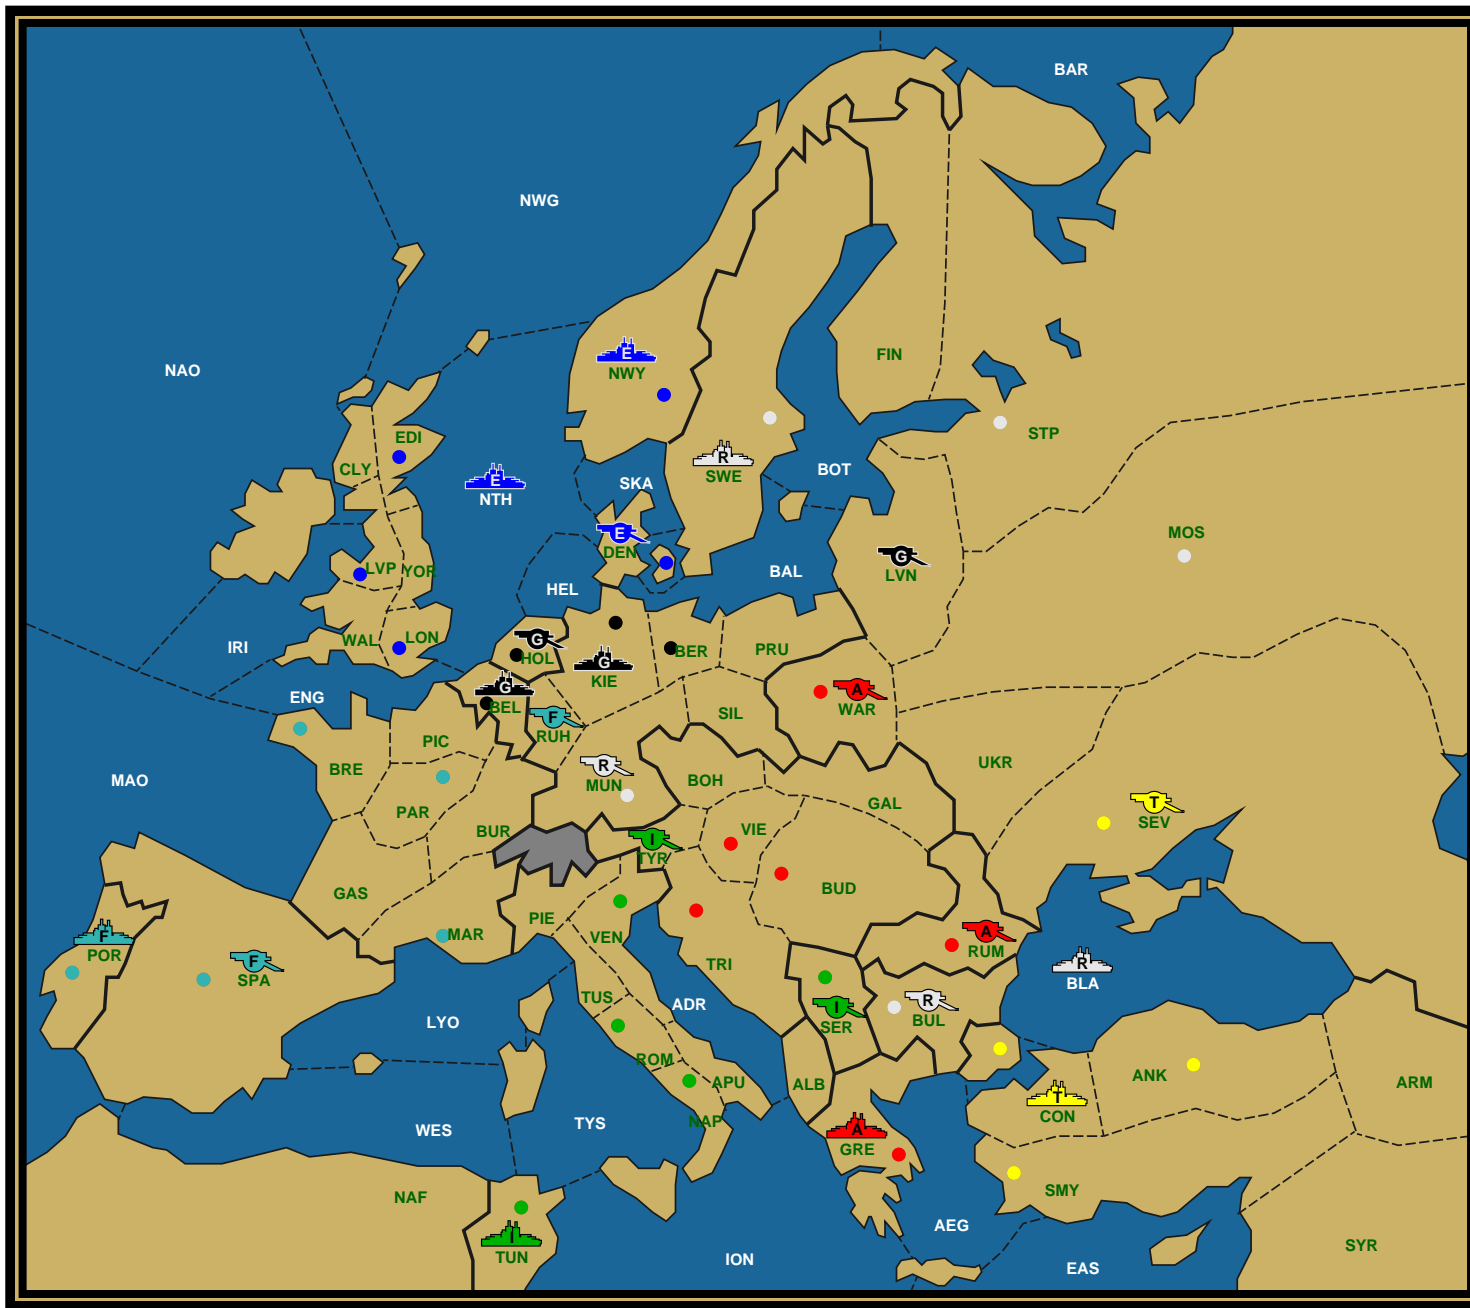 BAR
NWG
NAO
FIN
E
NWY
STP
EDI
CLY
R
SWE
BOT
E
NTH
SKA
MOS
E
DEN
G
LVN
LVP
YOR
BAL
HEL
IRI
WAL
LON
G
HOL
G
KIE
BER
PRU
ENG
G
BEL
A
WAR
F
RUH
SIL
PIC
BRE
UKR
MAO
R
MUN
BOH
GAL
T
SEV
PAR
BUR
VIE
I
TYR
BUD
GAS
PIE
VEN
MAR
F
POR
F
SPA
TRI
A
RUM
R
BLA
TUS
ADR
R
BUL
I
SER
LYO
ROM
APU
ALB
ANK
ARM
T
CON
NAP
TYS
WES
A
GRE
NAF
SMY
AEG
I
TUN
ION
EAS
SYR